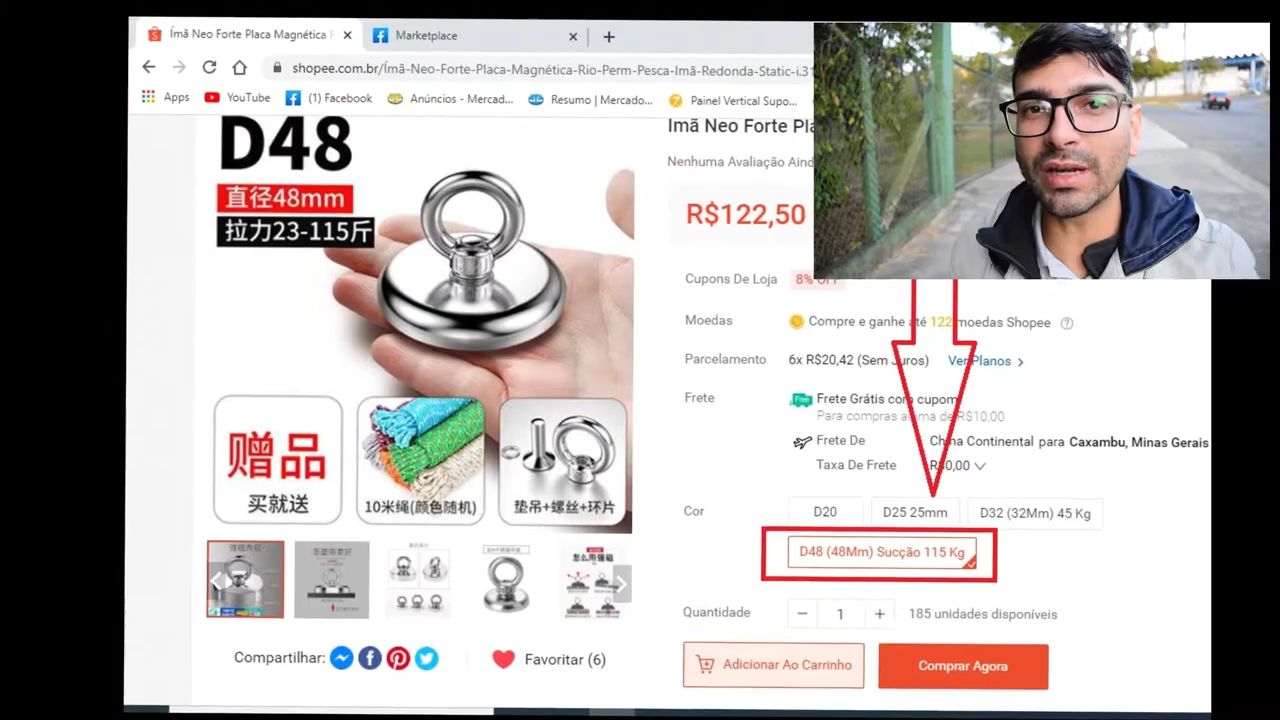 Ímã Neo Forte Placa Magnética
Marketplace
shopee.com.br/Ímã-Neo-Forte-Placa-Magnética-Rio-Perm-Pesca-Imã-Redonda-Static-i.31
Apps
YouTube
(1) Facebook
Anúncios - Mercad...
Resumo | Mercado...
Painel Vertical Supo...
D48
直径48mm
拉力23-115斤
赠品
买就送
10米绳(颜色随机)
垫吊+螺丝+环片
Compartilhar:
Favoritar (6)
Ímã Neo Forte Pla
Nenhuma Avaliação Ain
R$122,50
Cupons De Loja
8% OFF
Moedas
Compre e ganhe até 122 moedas Shopee
Parcelamento
6x R$20,42 (Sem Juros)
Ver Planos
Frete
Frete Grátis com cupom
Para compras acima de R$10,00
Frete De
China Continental para Caxambu, Minas Gerais
Taxa De Frete
R$0,00
Cor
D20
D25 25mm
D32 (32Mm) 45 Kg
D48 (48Mm) Sucção 115 Kg
Quantidade
1
185 unidades disponíveis
Adicionar Ao Carrinho
Comprar Agora